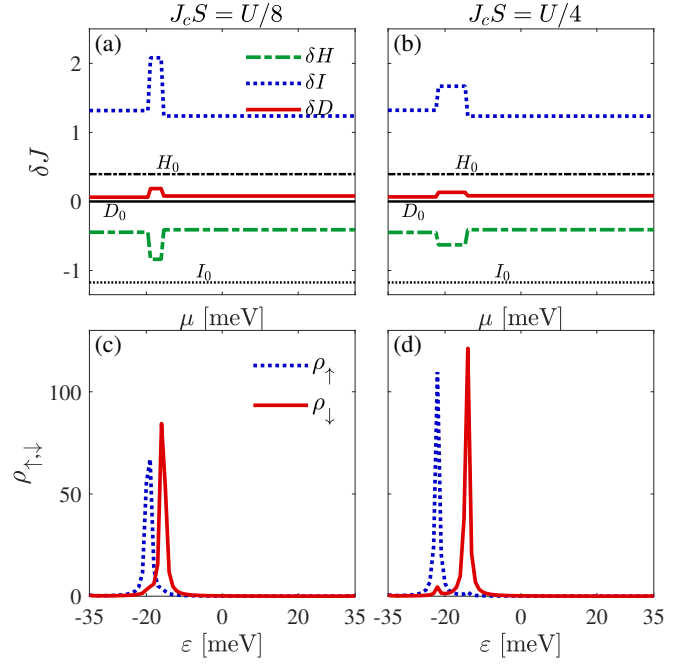 J_cS = U/8
J_cS = U/4
(a)
δH
δI
δD
(b)
2
1
0
-1
δJ
H_0
D_0
I_0
H_0
D_0
I_0
μ [meV]
μ [meV]
(c)
ρ_↑
ρ_↓
(d)
100
50
0
ρ_↑,↓
-35 -20 0 20 35
-35 -20 0 20 35
ε [meV]
ε [meV]